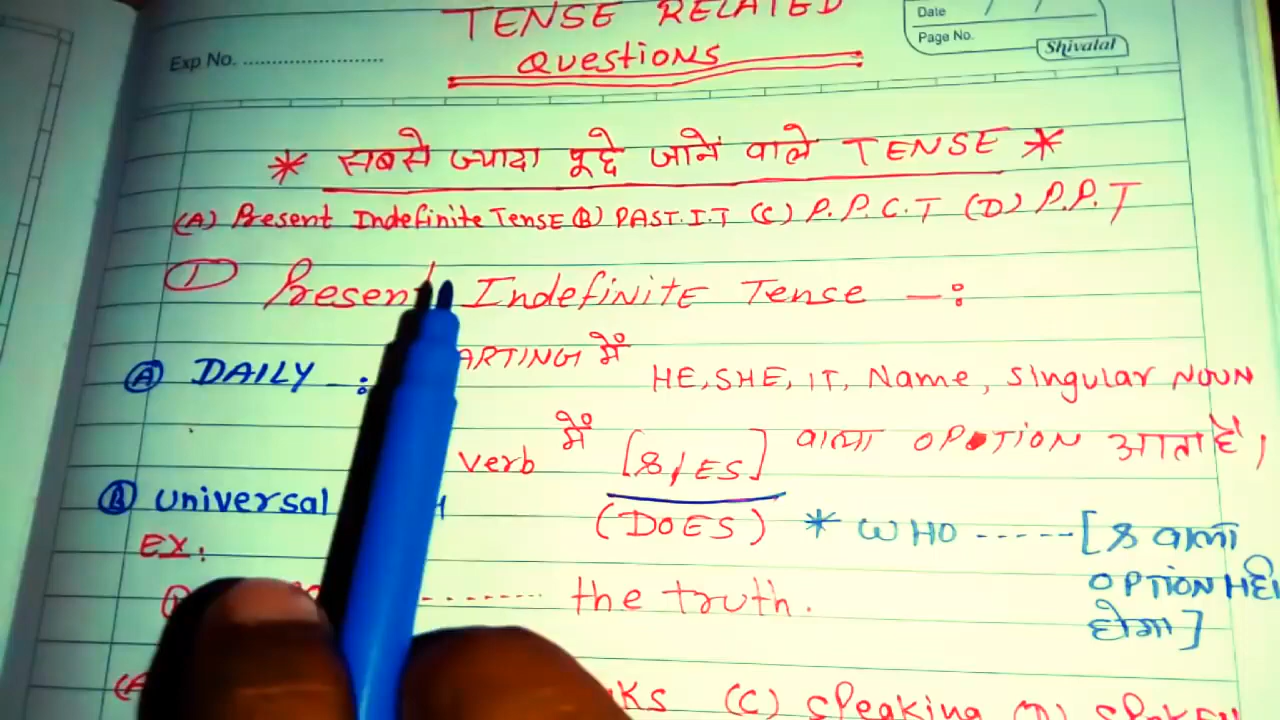 TENSE RELATED
Date / /
Page No.
Exp No. ............................
Questions
Shivalal
* सबसे ज्यादा पूछे जाने वाले TENSE *
(A) Present Indefinite Tense (B) PAST. I. T (C) P. P. C. T (D) P. P. T
① Present Indefinite Tense —:
ARTING में
Ⓐ DAILY —: HE, SHE, IT, Name, Singular NOUN
verb में [S/ES] वाला OPTION आता है।
Ⓑ universal
(DOES) * WHO ----- [S वाला
EX:
OPTION ही
--------- the truth.
होगा]
(C) speaking (D) spoken